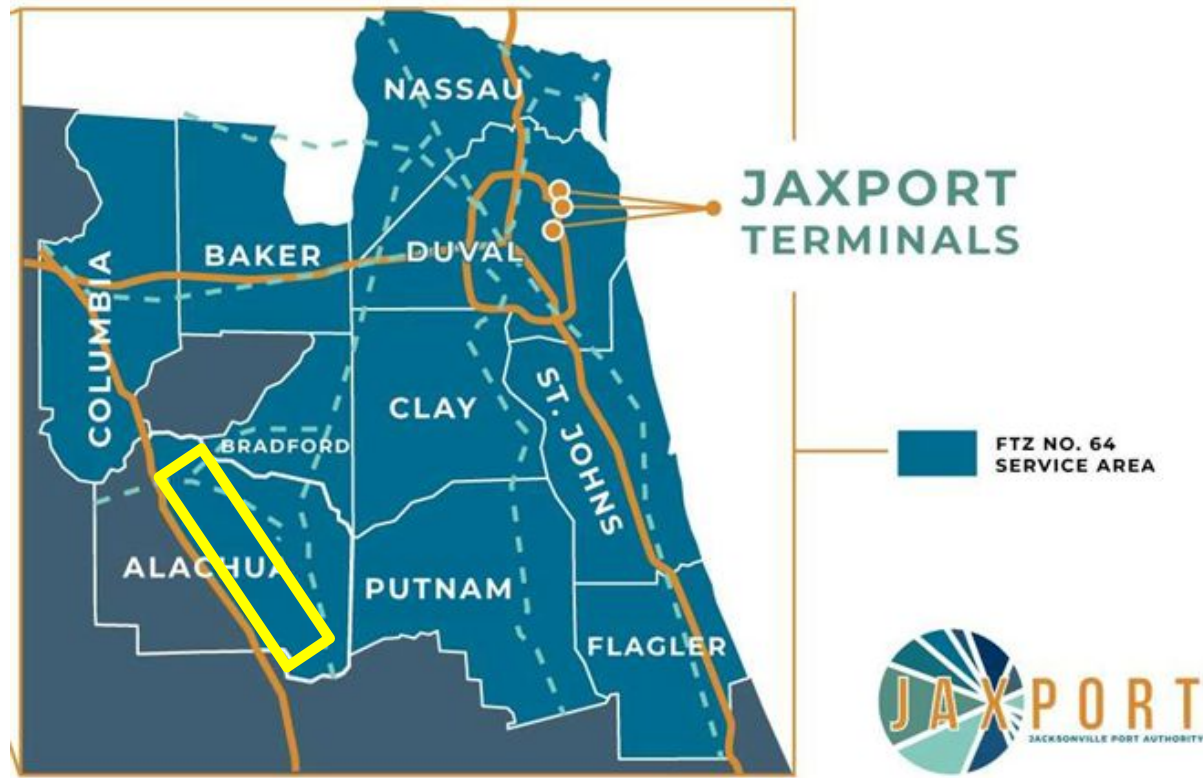 NASSAU
JAXPORT
TERMINALS
BAKER
DUVAL
COLUMBIA
CLAY
ST. JOHNS
BRADFORD
FTZ NO. 64
SERVICE AREA
ALACHUA
PUTNAM
FLAGLER
JAXPORT
JACKSONVILLE PORT AUTHORITY